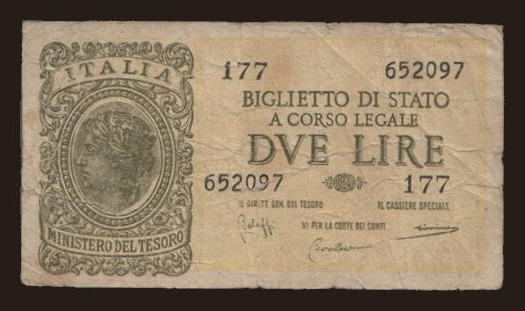 ITALIA
MINISTERO DEL TESORO
177 652097
BIGLIETTO DI STATO
A CORSO LEGALE
DVE LIRE
652097 177
IL DIRETT. GEN. DEL TESORO IL CASSIERE SPECIALE
VI PER LA CORTE DEI CONTI